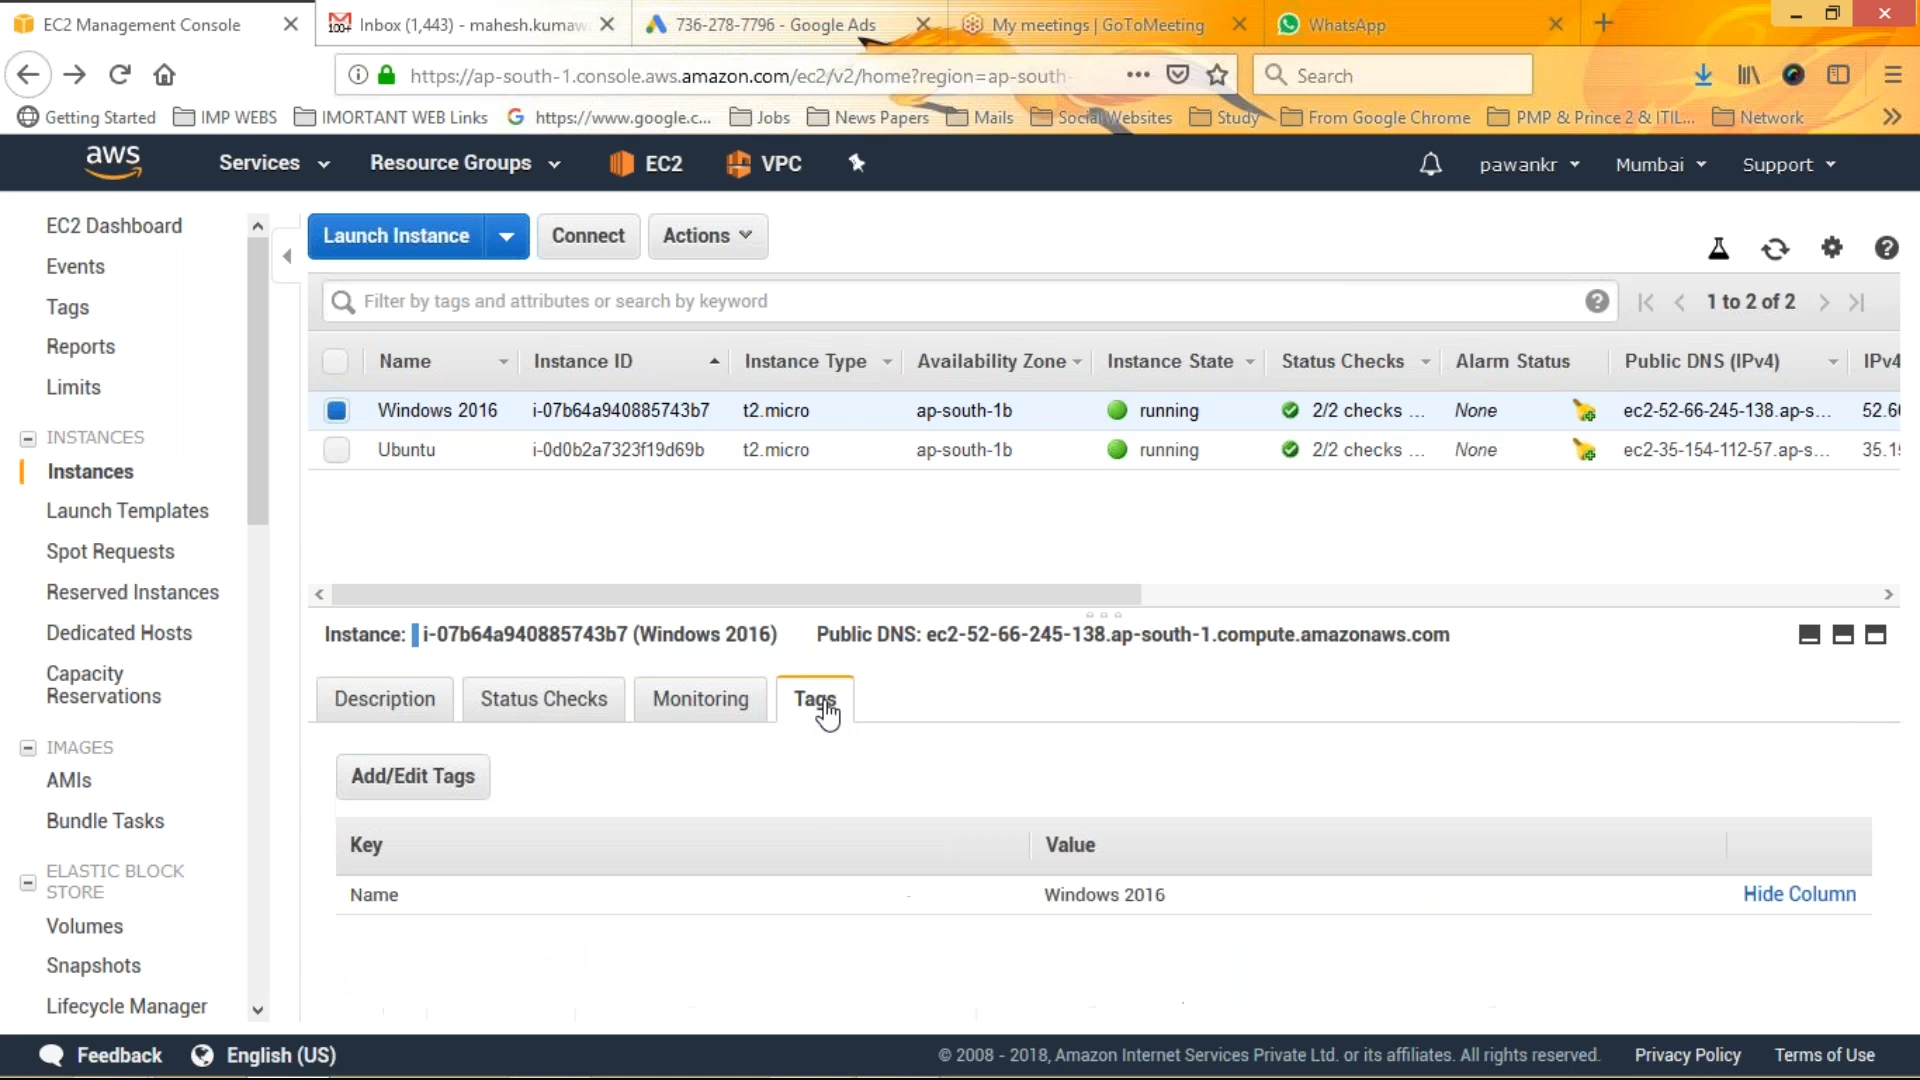 EC2 Management Console
Inbox (1,443) - mahesh.kumaw
736-278-7796 - Google Ads
My meetings | GoToMeeting
WhatsApp
https://ap-south-1.console.aws.amazon.com/ec2/v2/home?region=ap-south-
Search
Getting Started
IMP WEBS
IMORTANT WEB Links
https://www.google.c...
Jobs
News Papers
Mails
Social Websites
Study
From Google Chrome
PMP & Prince 2 & ITIL...
Network
aws
Services
Resource Groups
EC2
VPC
pawankr
Mumbai
Support
EC2 Dashboard
Events
Tags
Reports
Limits
INSTANCES
Instances
Launch Templates
Spot Requests
Reserved Instances
Dedicated Hosts
Capacity
Reservations
IMAGES
AMIs
Bundle Tasks
ELASTIC BLOCK
STORE
Volumes
Snapshots
Lifecycle Manager
Launch Instance
Connect
Actions
Filter by tags and attributes or search by keyword
1 to 2 of 2
Name Instance ID Instance Type Availability Zone Instance State Status Checks Alarm Status Public DNS (IPv4) IPv4
Windows 2016 i-07b64a940885743b7 t2.micro ap-south-1b running 2/2 checks ... None ec2-52-66-245-138.ap-s... 52.6
Ubuntu i-0d0b2a7323f19d69b t2.micro ap-south-1b running 2/2 checks ... None ec2-35-154-112-57.ap-s... 35.1
Instance: i-07b64a940885743b7 (Windows 2016) Public DNS: ec2-52-66-245-138.ap-south-1.compute.amazonaws.com
Description
Status Checks
Monitoring
Tags
Add/Edit Tags
Key Value
Name Windows 2016 Hide Column
Feedback
English (US)
© 2008 - 2018, Amazon Internet Services Private Ltd. or its affiliates. All rights reserved.
Privacy Policy
Terms of Use